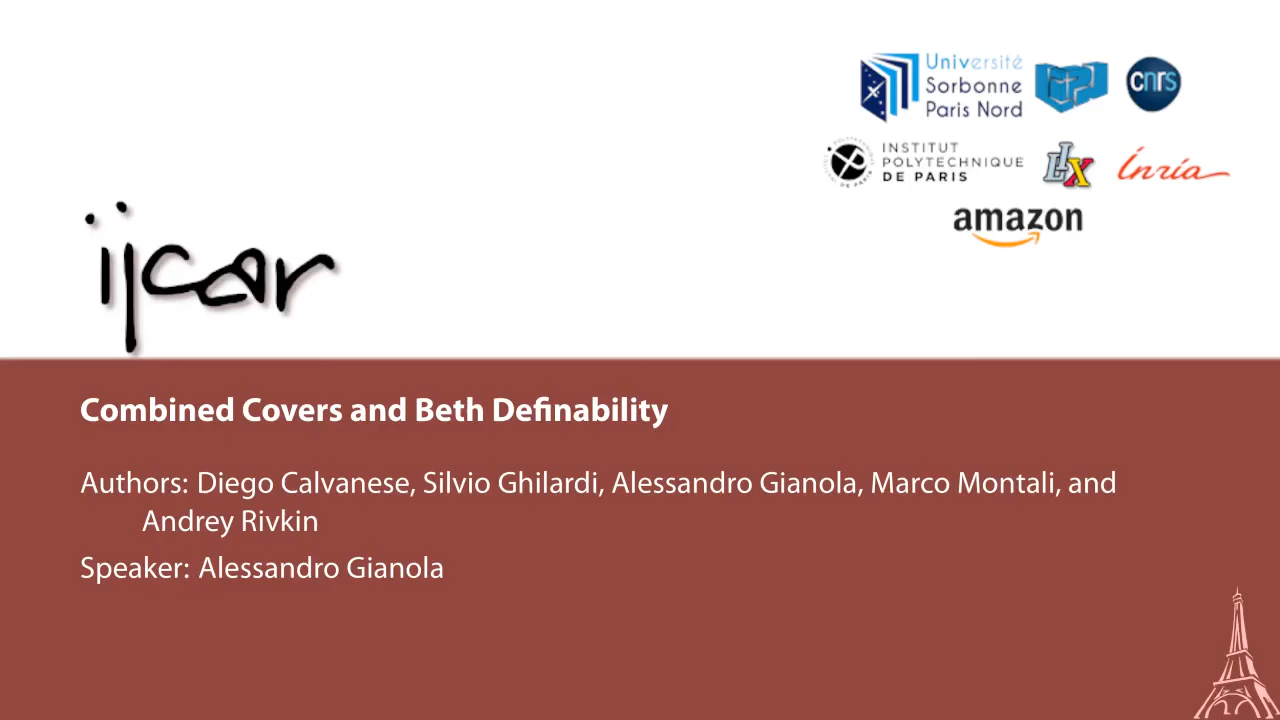 Université
Sorbonne
Paris Nord
cnrs
INSTITUT
POLYTECHNIQUE
DE PARIS
LIX
Inria
amazon
ijcar
Combined Covers and Beth Definability
Authors: Diego Calvanese, Silvio Ghilardi, Alessandro Gianola, Marco Montali, and
Andrey Rivkin
Speaker: Alessandro Gianola